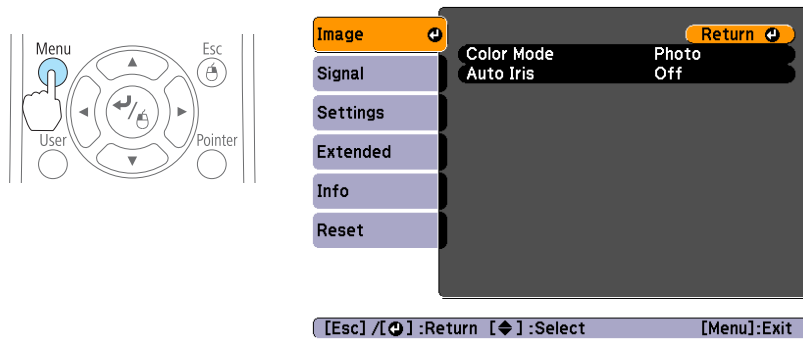 Menu
Esc
User
Pointer
Image
Signal
Settings
Extended
Info
Reset
Return
Color Mode Photo
Auto Iris Off
[Esc] /[ ] :Return [ ] :Select [Menu]:Exit